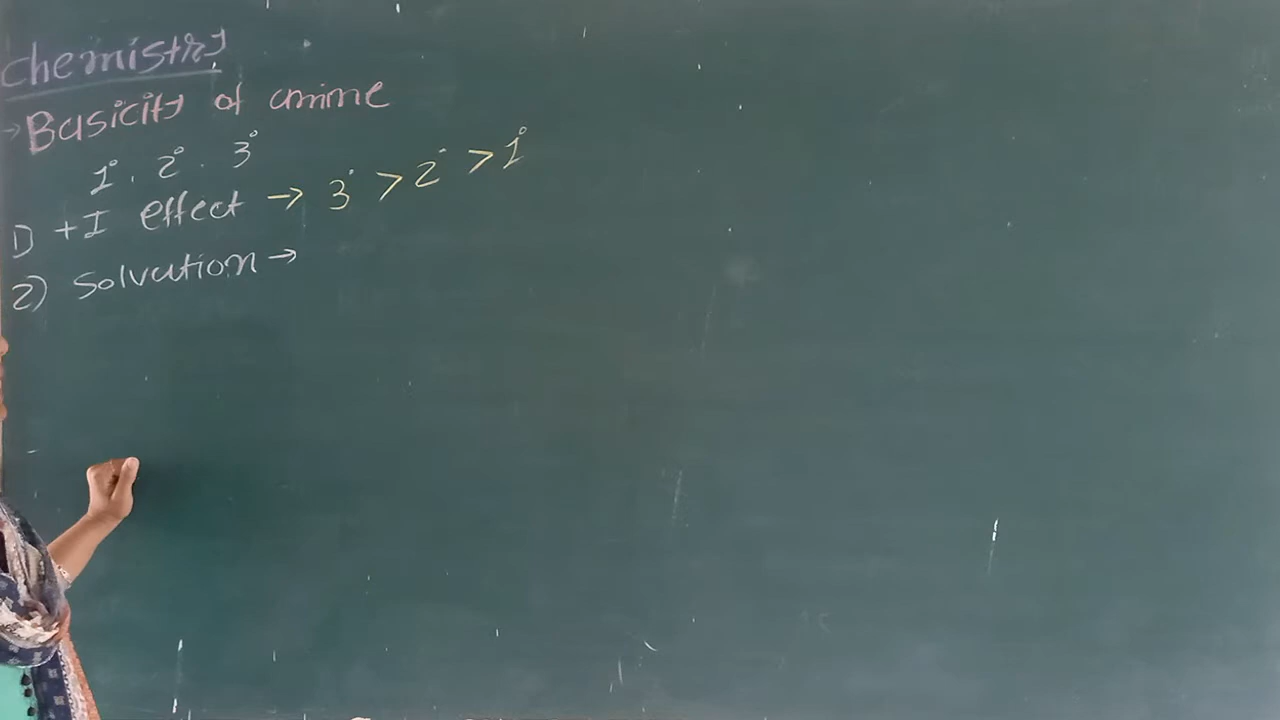 Chemistry
→ Basicity of amine
1°, 2°, 3°
1) +I effect → 3° > 2° > 1°
2) Solvation →